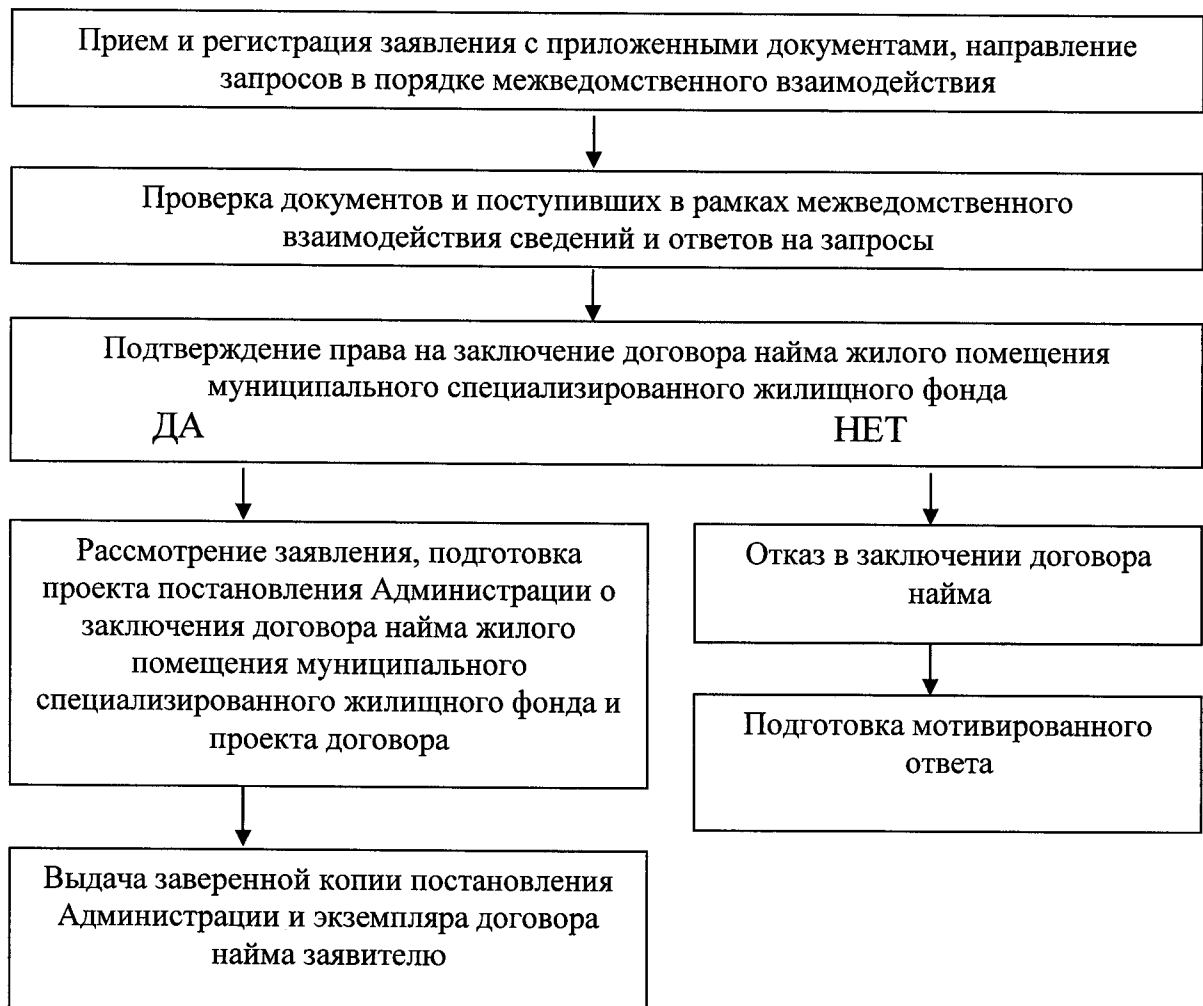 Прием и регистрация заявления с приложенными документами, направление
запросов в порядке межведомственного взаимодействия
Проверка документов и поступивших в рамках межведомственного
взаимодействия сведений и ответов на запросы
Подтверждение права на заключение договора найма жилого помещения
муниципального специализированного жилищного фонда
ДА НЕТ
Рассмотрение заявления, подготовка
проекта постановления Администрации о
заключения договора найма жилого
помещения муниципального
специализированного жилищного фонда и
проекта договора
Выдача заверенной копии постановления
Администрации и экземпляра договора
найма заявителю
Отказ в заключении договора
найма
Подготовка мотивированного
ответа